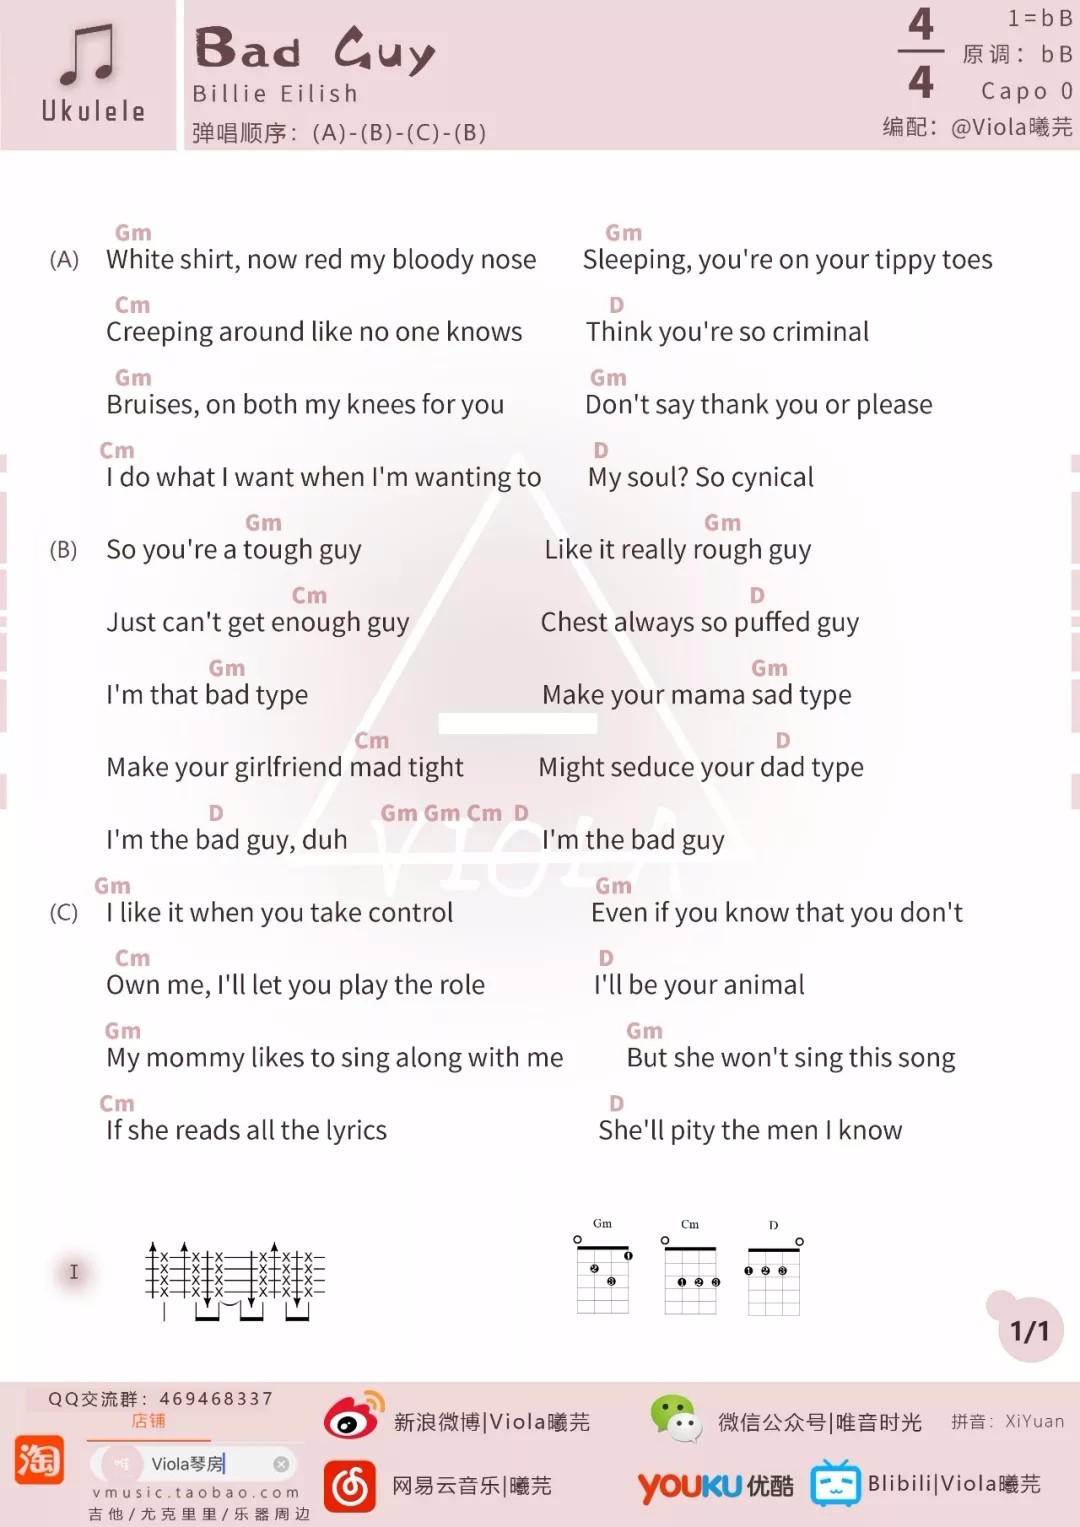 Ukulele
Bad Guy
Billie Eilish
弹唱顺序：(A)-(B)-(C)-(B)
4
4
1=bB
原调：bB
Capo 0
编配：@Viola曦芫
Gm Gm
(A) White shirt, now red my bloody nose Sleeping, you're on your tippy toes
Cm D
Creeping around like no one knows Think you're so criminal
Gm Gm
Bruises, on both my knees for you Don't say thank you or please
Cm D
I do what I want when I'm wanting to My soul? So cynical
Gm Gm
(B) So you're a tough guy Like it really rough guy
Cm D
Just can't get enough guy Chest always so puffed guy
Gm Gm
I'm that bad type Make your mama sad type
Cm D
Make your girlfriend mad tight Might seduce your dad type
D Gm Gm Cm D
I'm the bad guy, duh I'm the bad guy
VIOLA
Gm Gm
(C) I like it when you take control Even if you know that you don't
Cm D
Own me, I'll let you play the role I'll be your animal
Gm Gm
My mommy likes to sing along with me But she won't sing this song
Cm D
If she reads all the lyrics She'll pity the men I know
I
Gm Cm D
1 2 3 1 2 3 1 2 3
1/1
QQ交流群：469468337
店铺
淘
唯 Viola琴房
vmusic.taobao.com
吉他/尤克里里/乐器周边
新浪微博|Viola曦芫
网易云音乐|曦芫
微信公众号|唯音时光 拼音：XiYuan
YOUKU优酷
Blibili|Viola曦芫